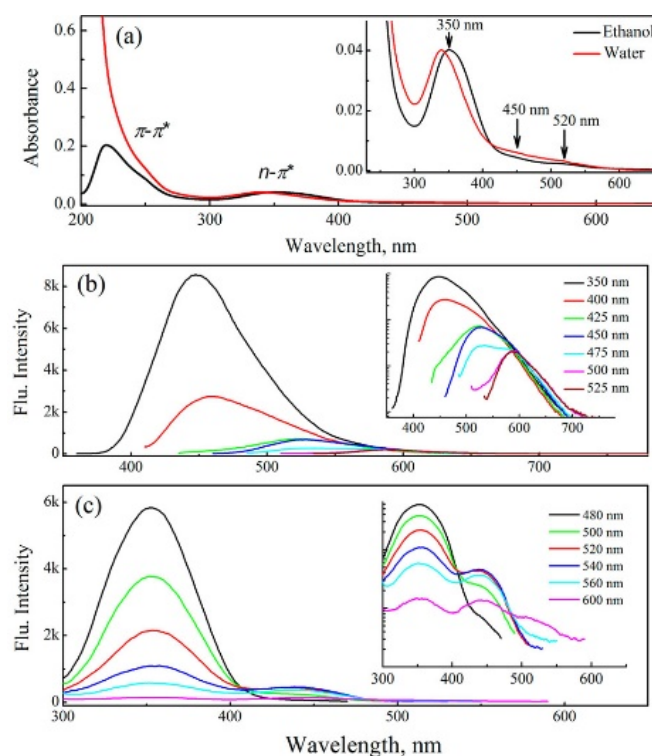 (a)
Absorbance
0.6
0.4
0.2
0.0
π-π*
n-π*
200
300
400
500
600
Wavelength, nm
350 nm
Ethanol
Water
0.04
0.02
0.00
450 nm
520 nm
300
400
500
600
(b)
Flu. Intensity
8k
6k
4k
2k
0
400
500
600
700
350 nm
400 nm
425 nm
450 nm
475 nm
500 nm
525 nm
400
500
600
700
(c)
Flu. Intensity
6k
4k
2k
0
300
400
500
600
Wavelength, nm
480 nm
500 nm
520 nm
540 nm
560 nm
600 nm
300
400
500
600